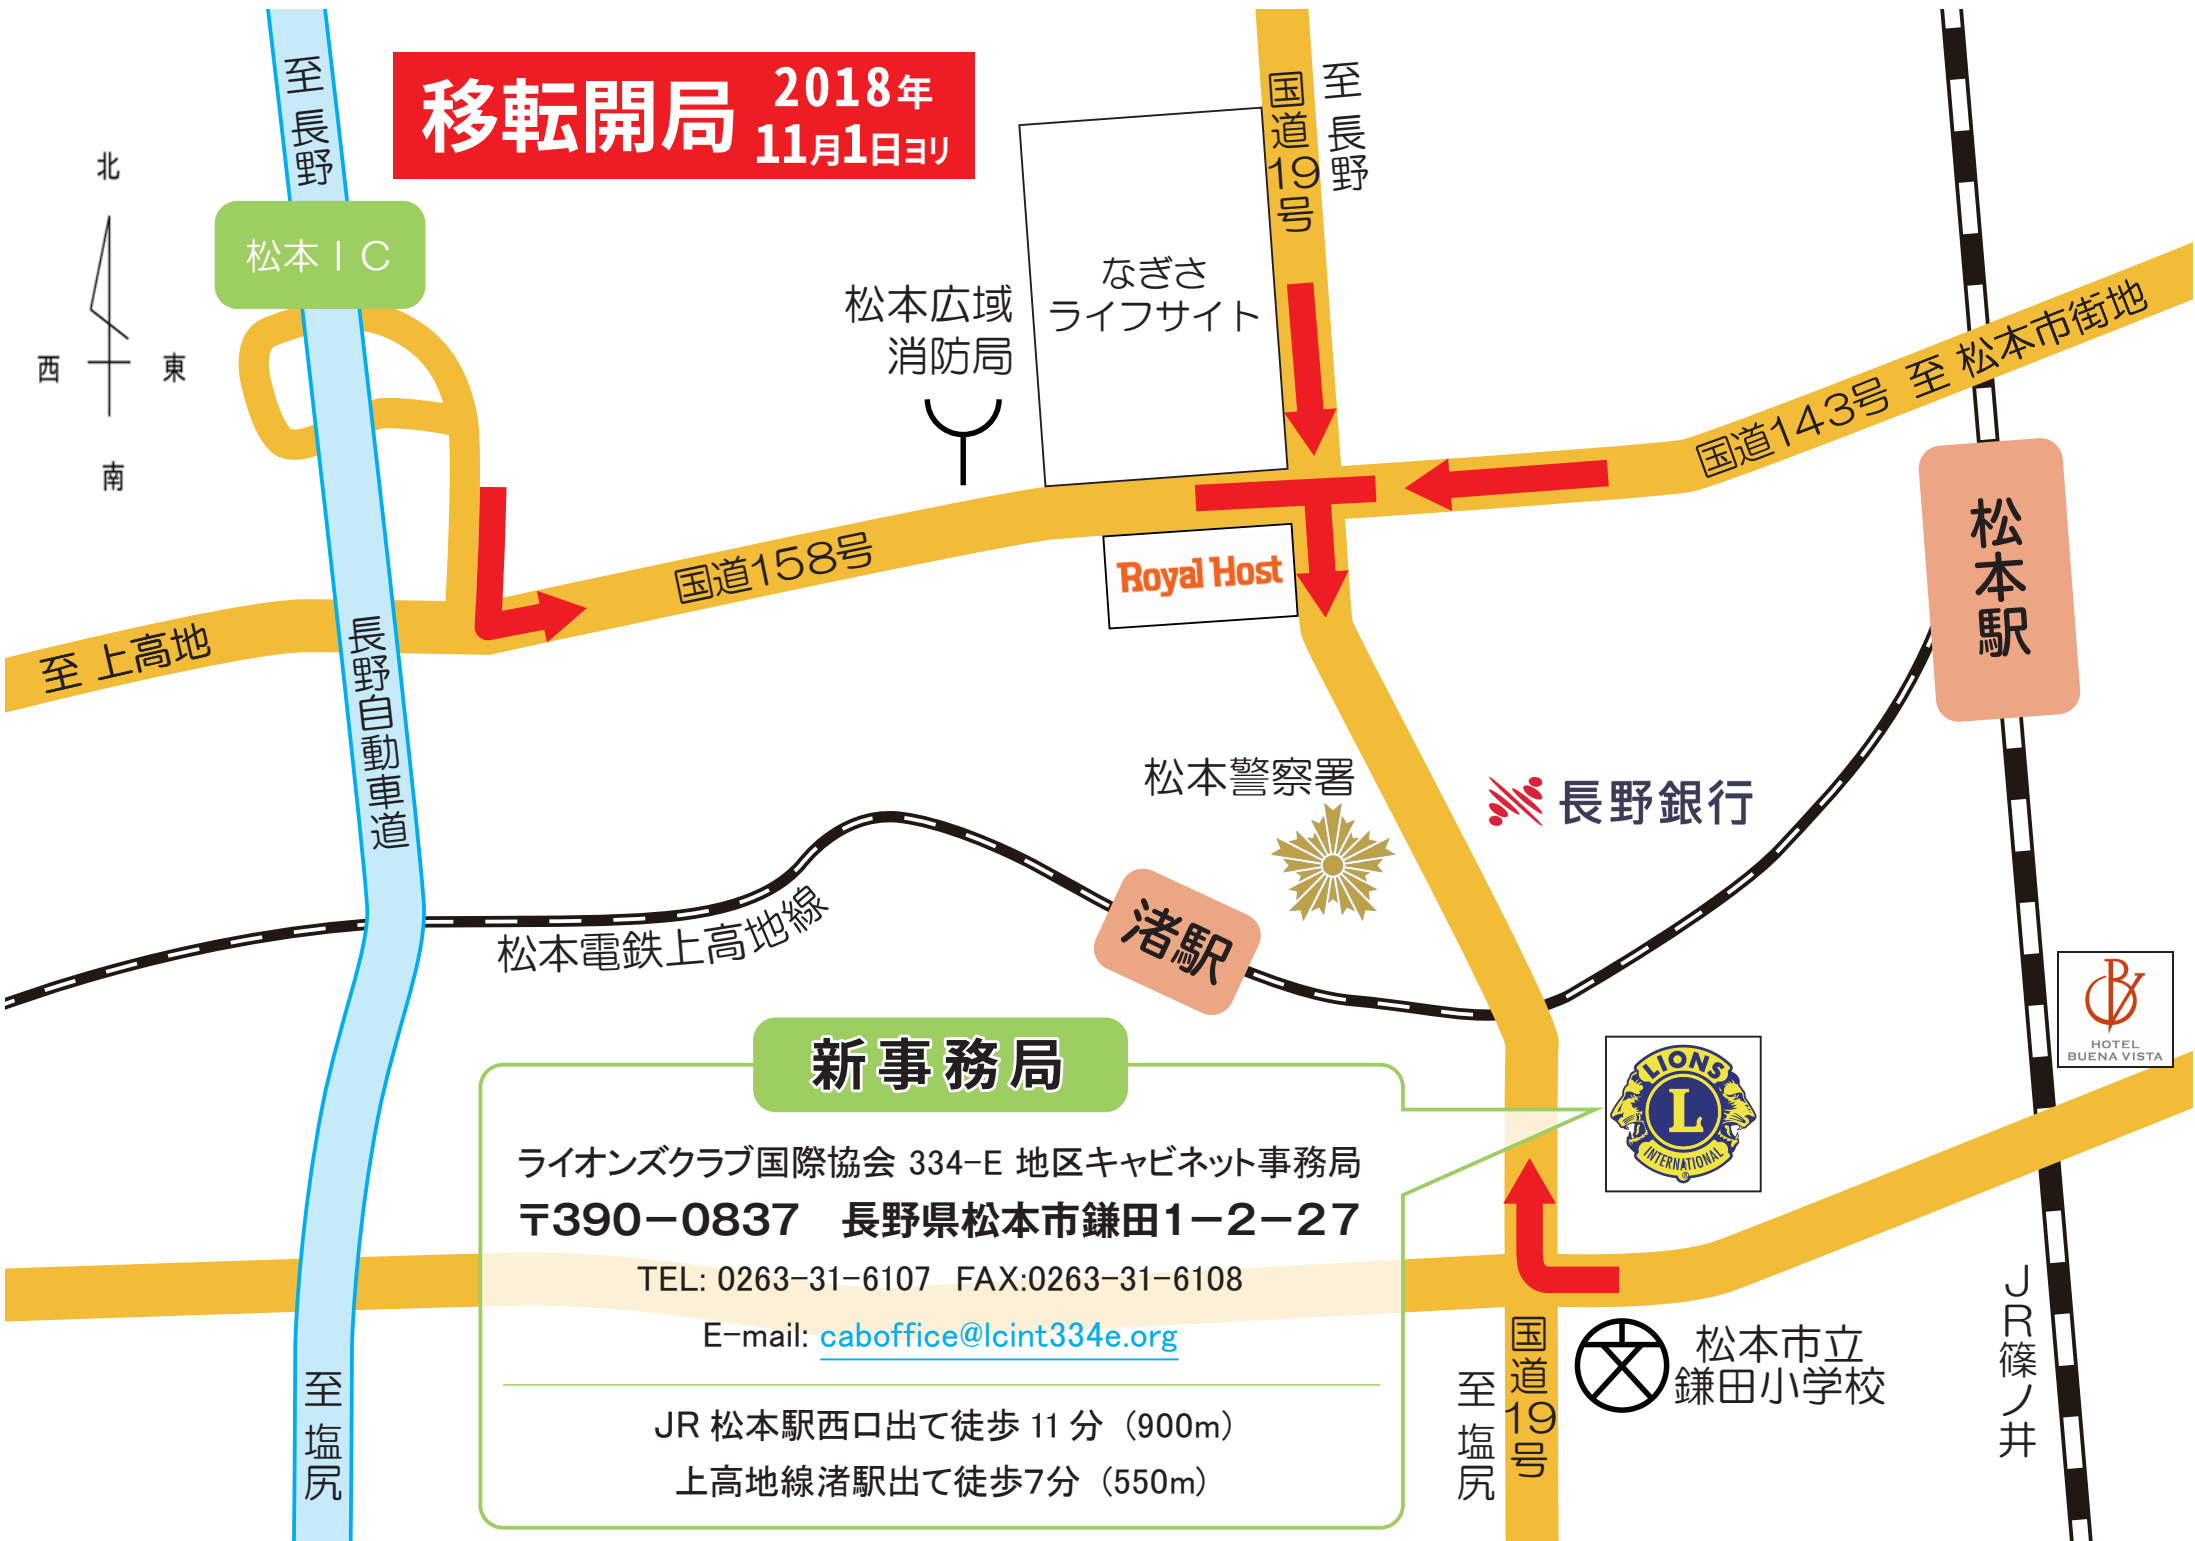 移転開局
2018年
11月1日ヨリ
北
西
東
南
至 長野
松本IC
国道19号
至 長野
なぎさ
ライフサイト
松本広域
消防局
国道143号 至 松本市街地
国道158号
Royal Host
至 上高地
長野自動車道
松本駅
松本警察署
長野銀行
松本電鉄上高地線
渚駅
HOTEL
BUENA VISTA
LIONS
L
INTERNATIONAL
®
新事務局
ライオンズクラブ国際協会 334-E 地区キャビネット事務局
〒390-0837 長野県松本市鎌田1-2-27
TEL: 0263-31-6107 FAX:0263-31-6108
E-mail: caboffice@lcint334e.org
JR 松本駅西口出て徒歩 11 分（900m）
上高地線渚駅出て徒歩7分（550m）
至 塩尻
至 塩尻
国道19号
文
松本市立
鎌田小学校
JR篠ノ井